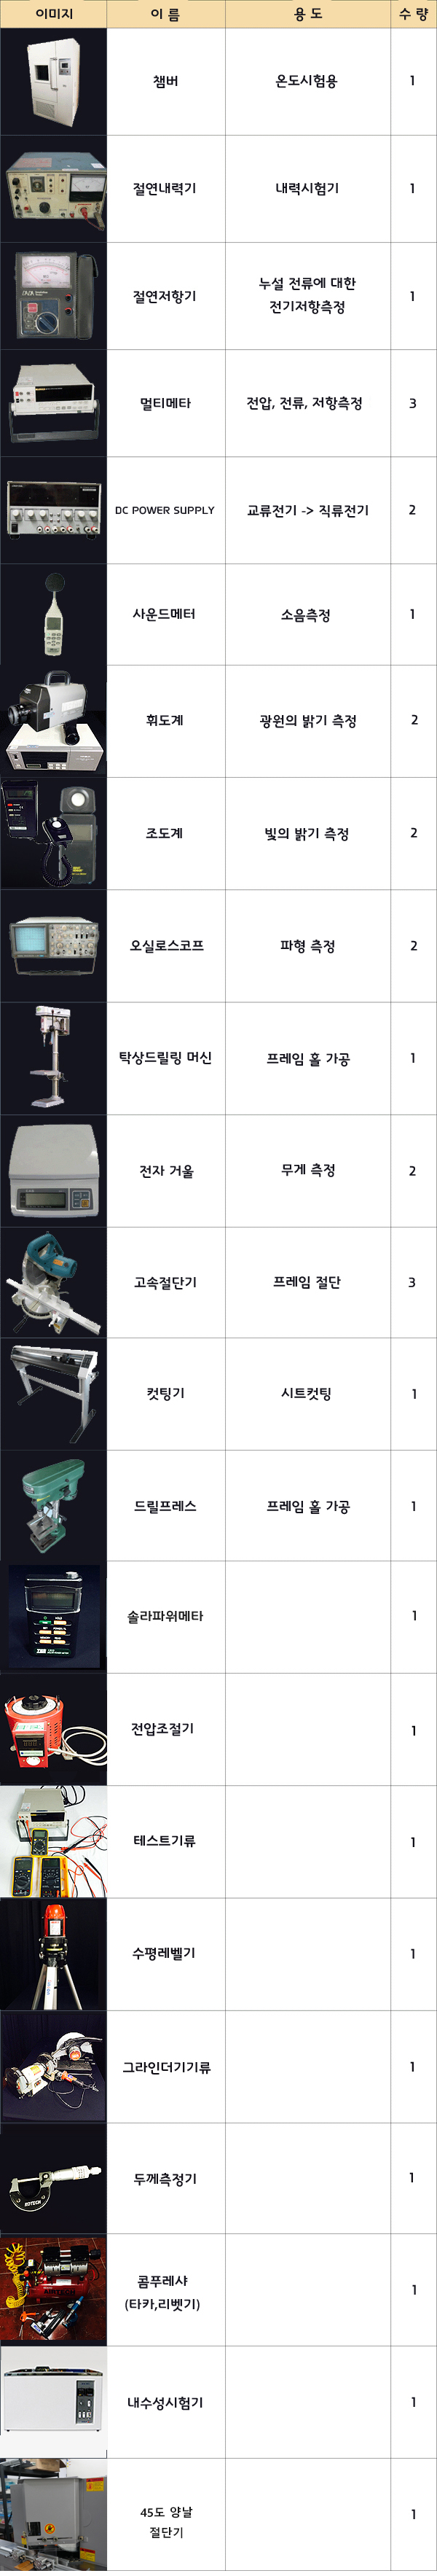 이미지 이 름 용 도 수 량
챔버 온도시험용 1
절연내력기 내력시험기 1
절연저항기 누설 전류에 대한 1
전기저항측정
멀티메타 전압, 전류, 저항측정 3
DC POWER SUPPLY 교류전기 -> 직류전기 2
사운드메터 소음측정 1
휘도계 광원의 밝기 측정 2
조도계 빛의 밝기 측정 2
오실로스코프 파형 측정 2
탁상드릴링 머신 프레임 홀 가공 1
전자 거울 무게 측정 2
고속절단기 프레임 절단 3
컷팅기 시트컷팅 1
드릴프레스 프레임 홀 가공 1
솔라파워메타 1
전압조절기 1
테스트기류 1
수평레벨기 1
그라인더기기류 1
두께측정기 1
콤푸레샤 1
(타카,리벳기)
내수성시험기 1
45도 양날 1
절단기